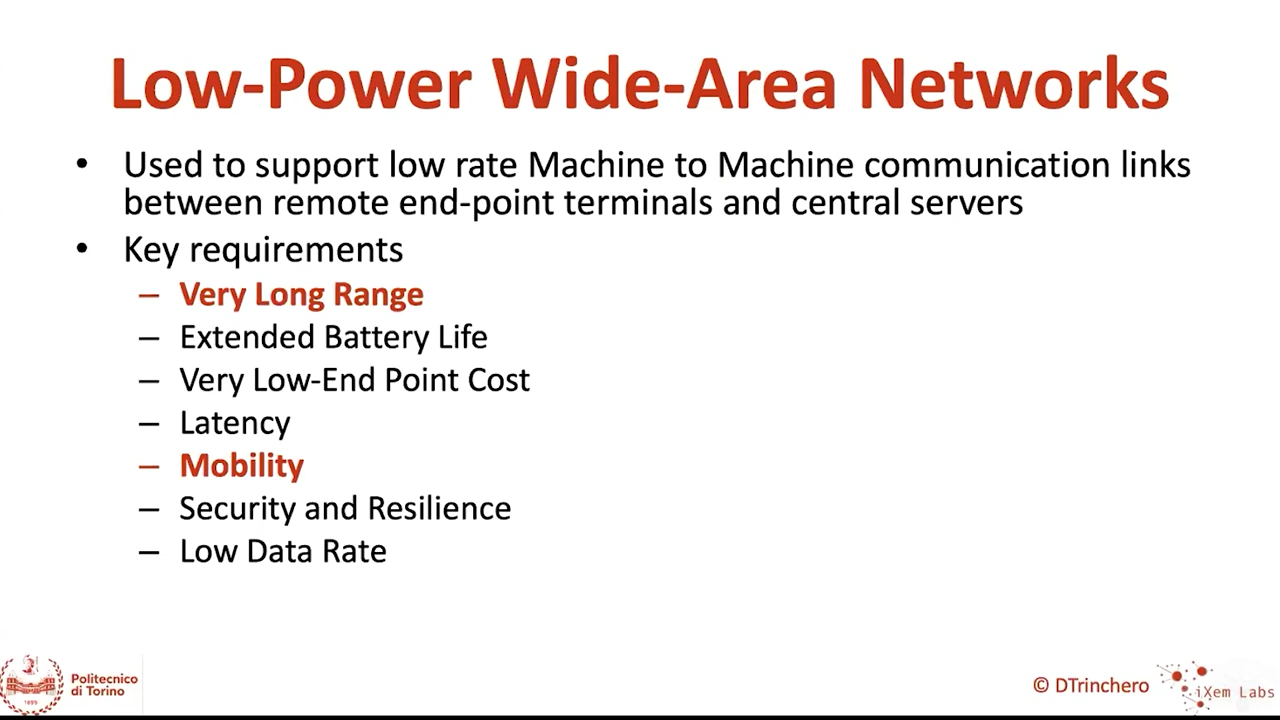 Low-Power Wide-Area Networks
• Used to support low rate Machine to Machine communication links
between remote end-point terminals and central servers
• Key requirements
– Very Long Range
– Extended Battery Life
– Very Low-End Point Cost
– Latency
– Mobility
– Security and Resilience
– Low Data Rate
Politecnico
di Torino
1859
© DTrinchero
iXem Labs